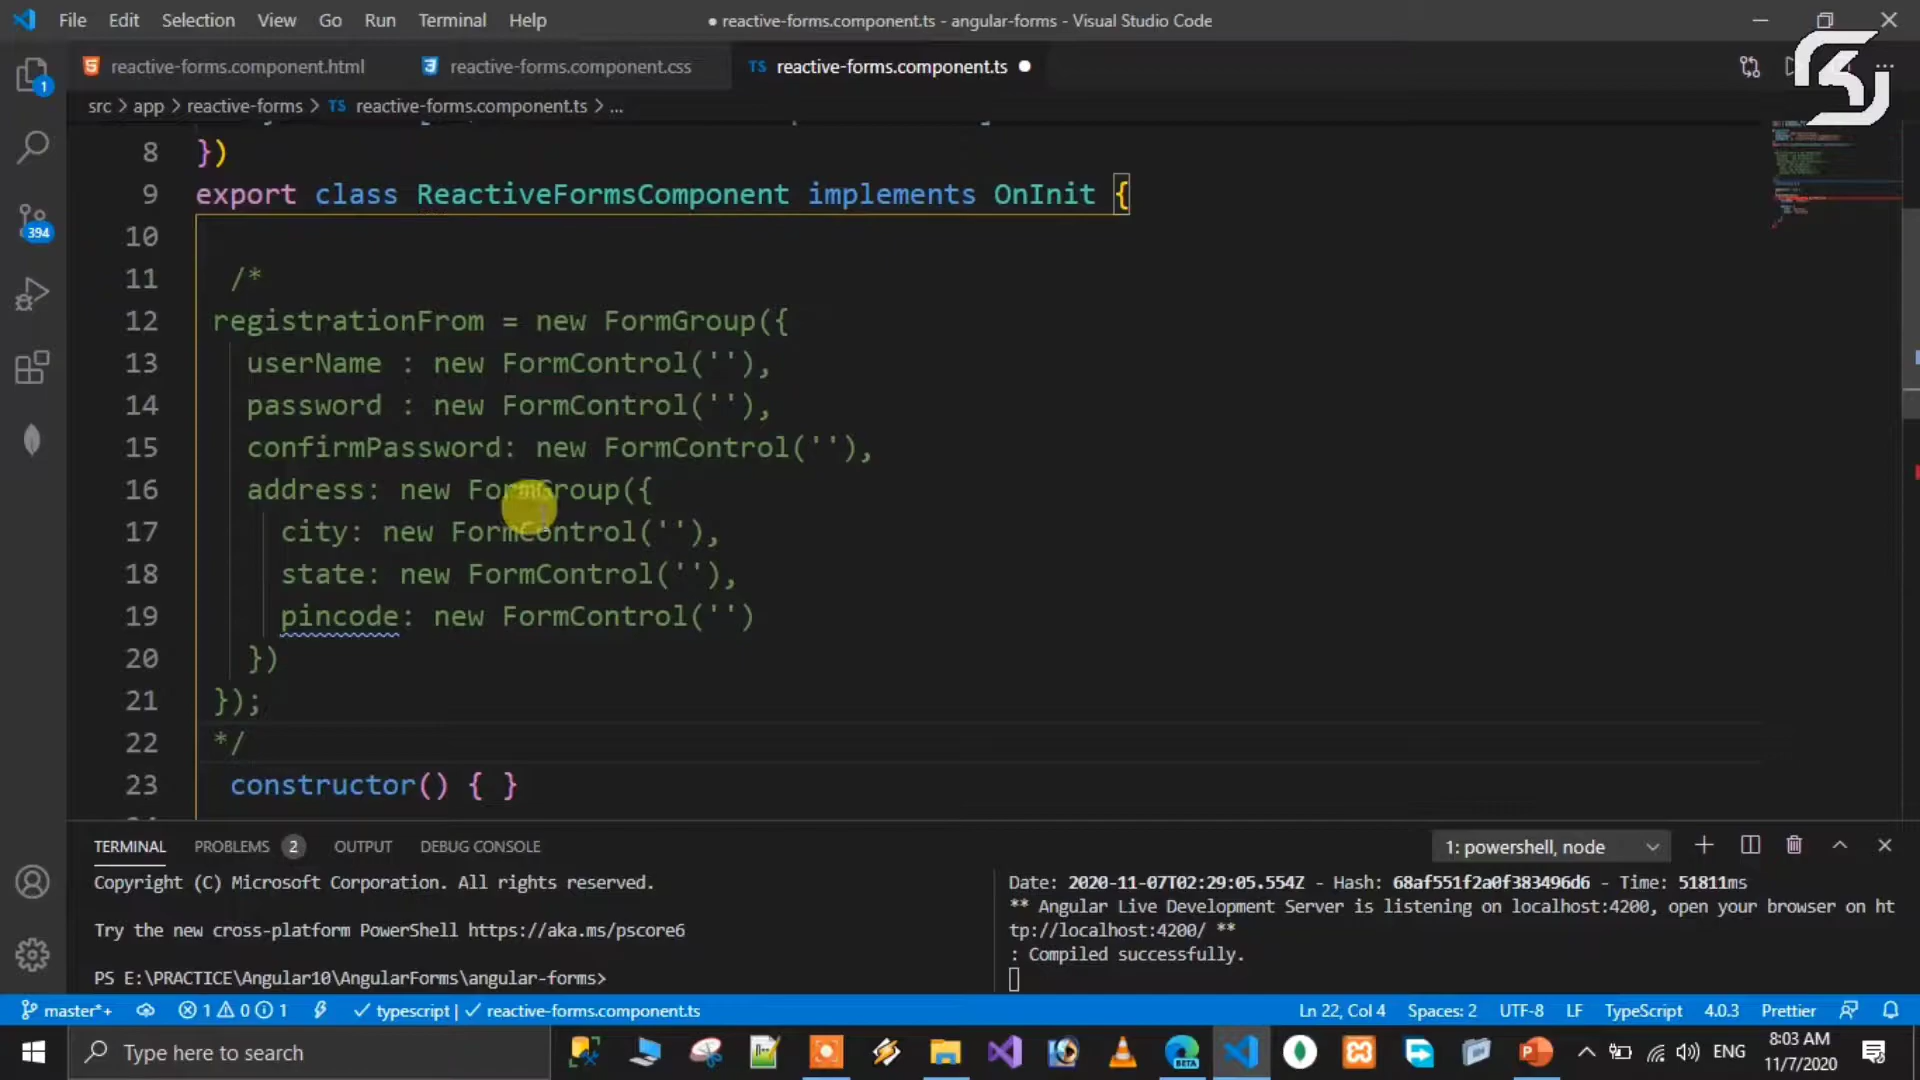 File Edit Selection View Go Run Terminal Help ● reactive-forms.component.ts - angular-forms - Visual Studio Code
reactive-forms.component.html reactive-forms.component.css TS reactive-forms.component.ts ●
src > app > reactive-forms > TS reactive-forms.component.ts > ...
8 })
9 export class ReactiveFormsComponent implements OnInit {
10
11 /*
12 registrationFrom = new FormGroup({
13 userName : new FormControl(''),
14 password : new FormControl(''),
15 confirmPassword: new FormControl(''),
16 address: new FormGroup({
17 city: new FormControl(''),
18 state: new FormControl(''),
19 pincode: new FormControl('')
20 })
21 });
22 */
23 constructor() { }
1
394
TERMINAL PROBLEMS 2 OUTPUT DEBUG CONSOLE 1: powershell, node
Copyright (C) Microsoft Corporation. All rights reserved.
Try the new cross-platform PowerShell https://aka.ms/pscore6
PS E:\PRACTICE\Angular10\AngularForms\angular-forms>
Date: 2020-11-07T02:29:05.554Z - Hash: 68af551f2a0f383496d6 - Time: 51811ms
** Angular Live Development Server is listening on localhost:4200, open your browser on ht
tp://localhost:4200/ **
: Compiled successfully.
master*+ 1 0 1 typescript | reactive-forms.component.ts Ln 22, Col 4 Spaces: 2 UTF-8 LF TypeScript 4.0.3 Prettier
Type here to search BETA ENG 8:03 AM
11/7/2020